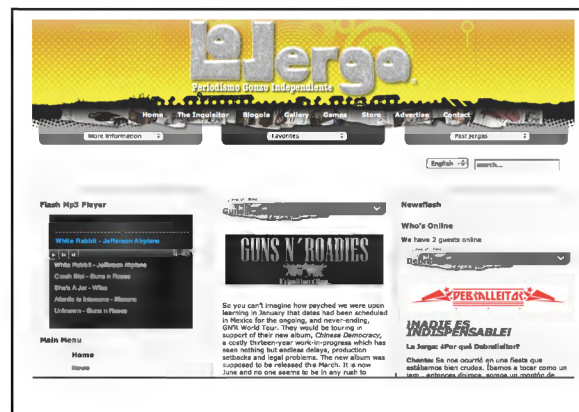 La Jerga
Periodismo Gonzo Independiente
Home The Inquisitor Blogola Gallery Games Store Advertise Contact
More Information Favorites Past Jergas
English search...
Flash Mp3 Player
White Rabbit - Jefferson Airplane
White Rabbit - Jefferson Airplane
Crash Diet - Guns n Roses
She's A Jar - Wilco
Unknown - Guns n Roses
Main Menu
Home
News
GUNS N´ROADIES
So you can't imagine how psyched we were upon
learning in January that dates had been scheduled
in Mexico for the ongoing, and never-ending,
GN'R World Tour. They would be touring in
support of their new album, Chinese Democracy,
a costly thirteen-year work-in-progress which has
seen nothing but endless delays, production
setbacks and legal problems. The new album was
supposed to be released this March. It is now
June and no one seems to be in any rush to
Newsflash
Who's Online
We have 2 guests online
DEBRALLEITOR
¡NADIE ES
INDISPENSABLE!
La Jerga: ¿Por qué Debralleitor?
Chente: Se nos ocurrió en una fiesta que
estábamos bien crudos. Íbamos a tocar como un
jam, entonces dijimos, somos un montón de